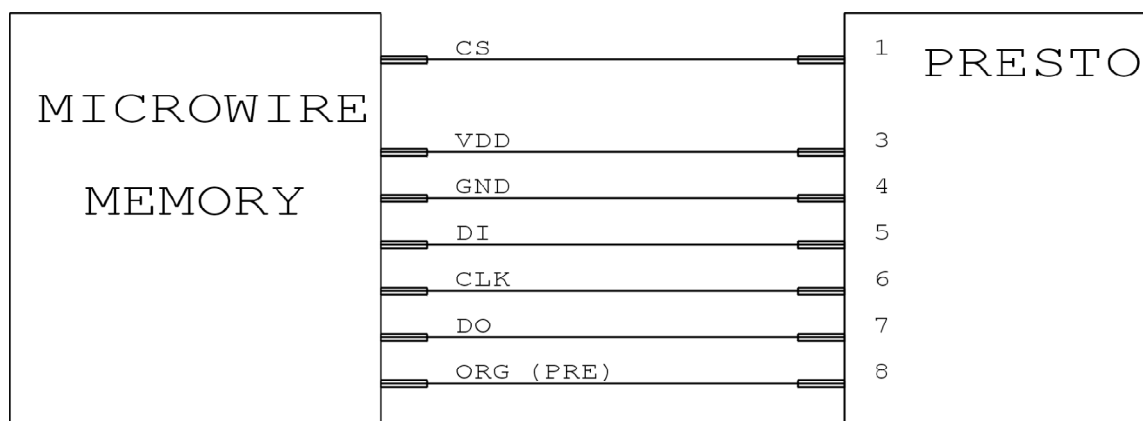 MICROWIRE
MEMORY
PRESTO
CS 1
VDD 3
GND 4
DI 5
CLK 6
DO 7
ORG (PRE) 8